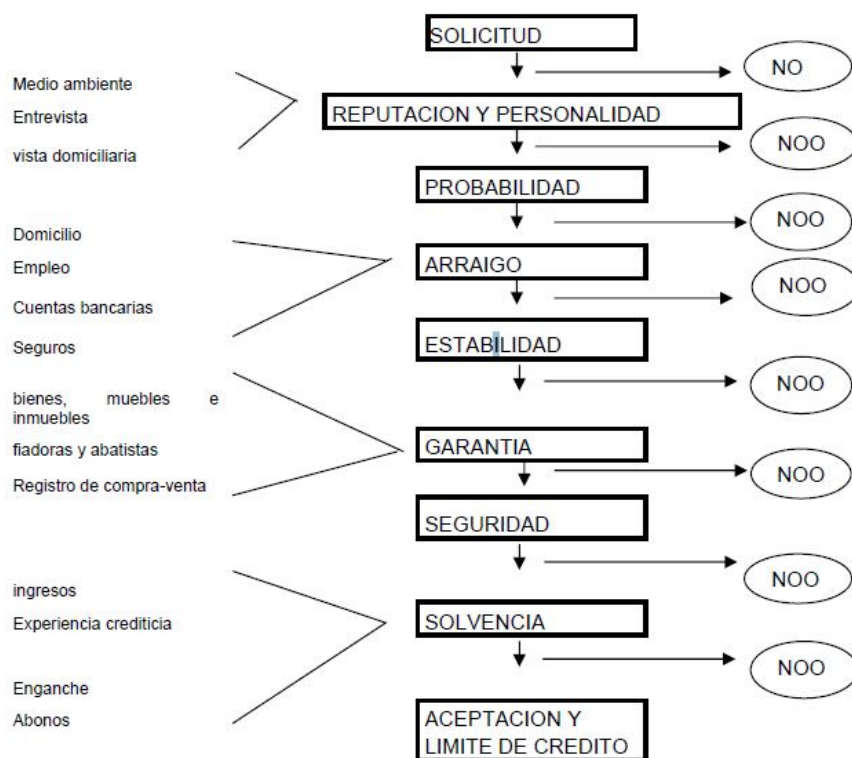 SOLICITUD
NO
Medio ambiente
Entrevista
REPUTACION Y PERSONALIDAD
vista domiciliaria
NOO
PROBABILIDAD
NOO
Domicilio
Empleo
ARRAIGO
NOO
Cuentas bancarias
Seguros
ESTABILIDAD
NOO
bienes, muebles e
inmuebles
fiadoras y abatistas
GARANTIA
NOO
Registro de compra-venta
SEGURIDAD
NOO
ingresos
Experiencia crediticia
SOLVENCIA
NOO
Enganche
Abonos
ACEPTACION Y
LIMITE DE CREDITO